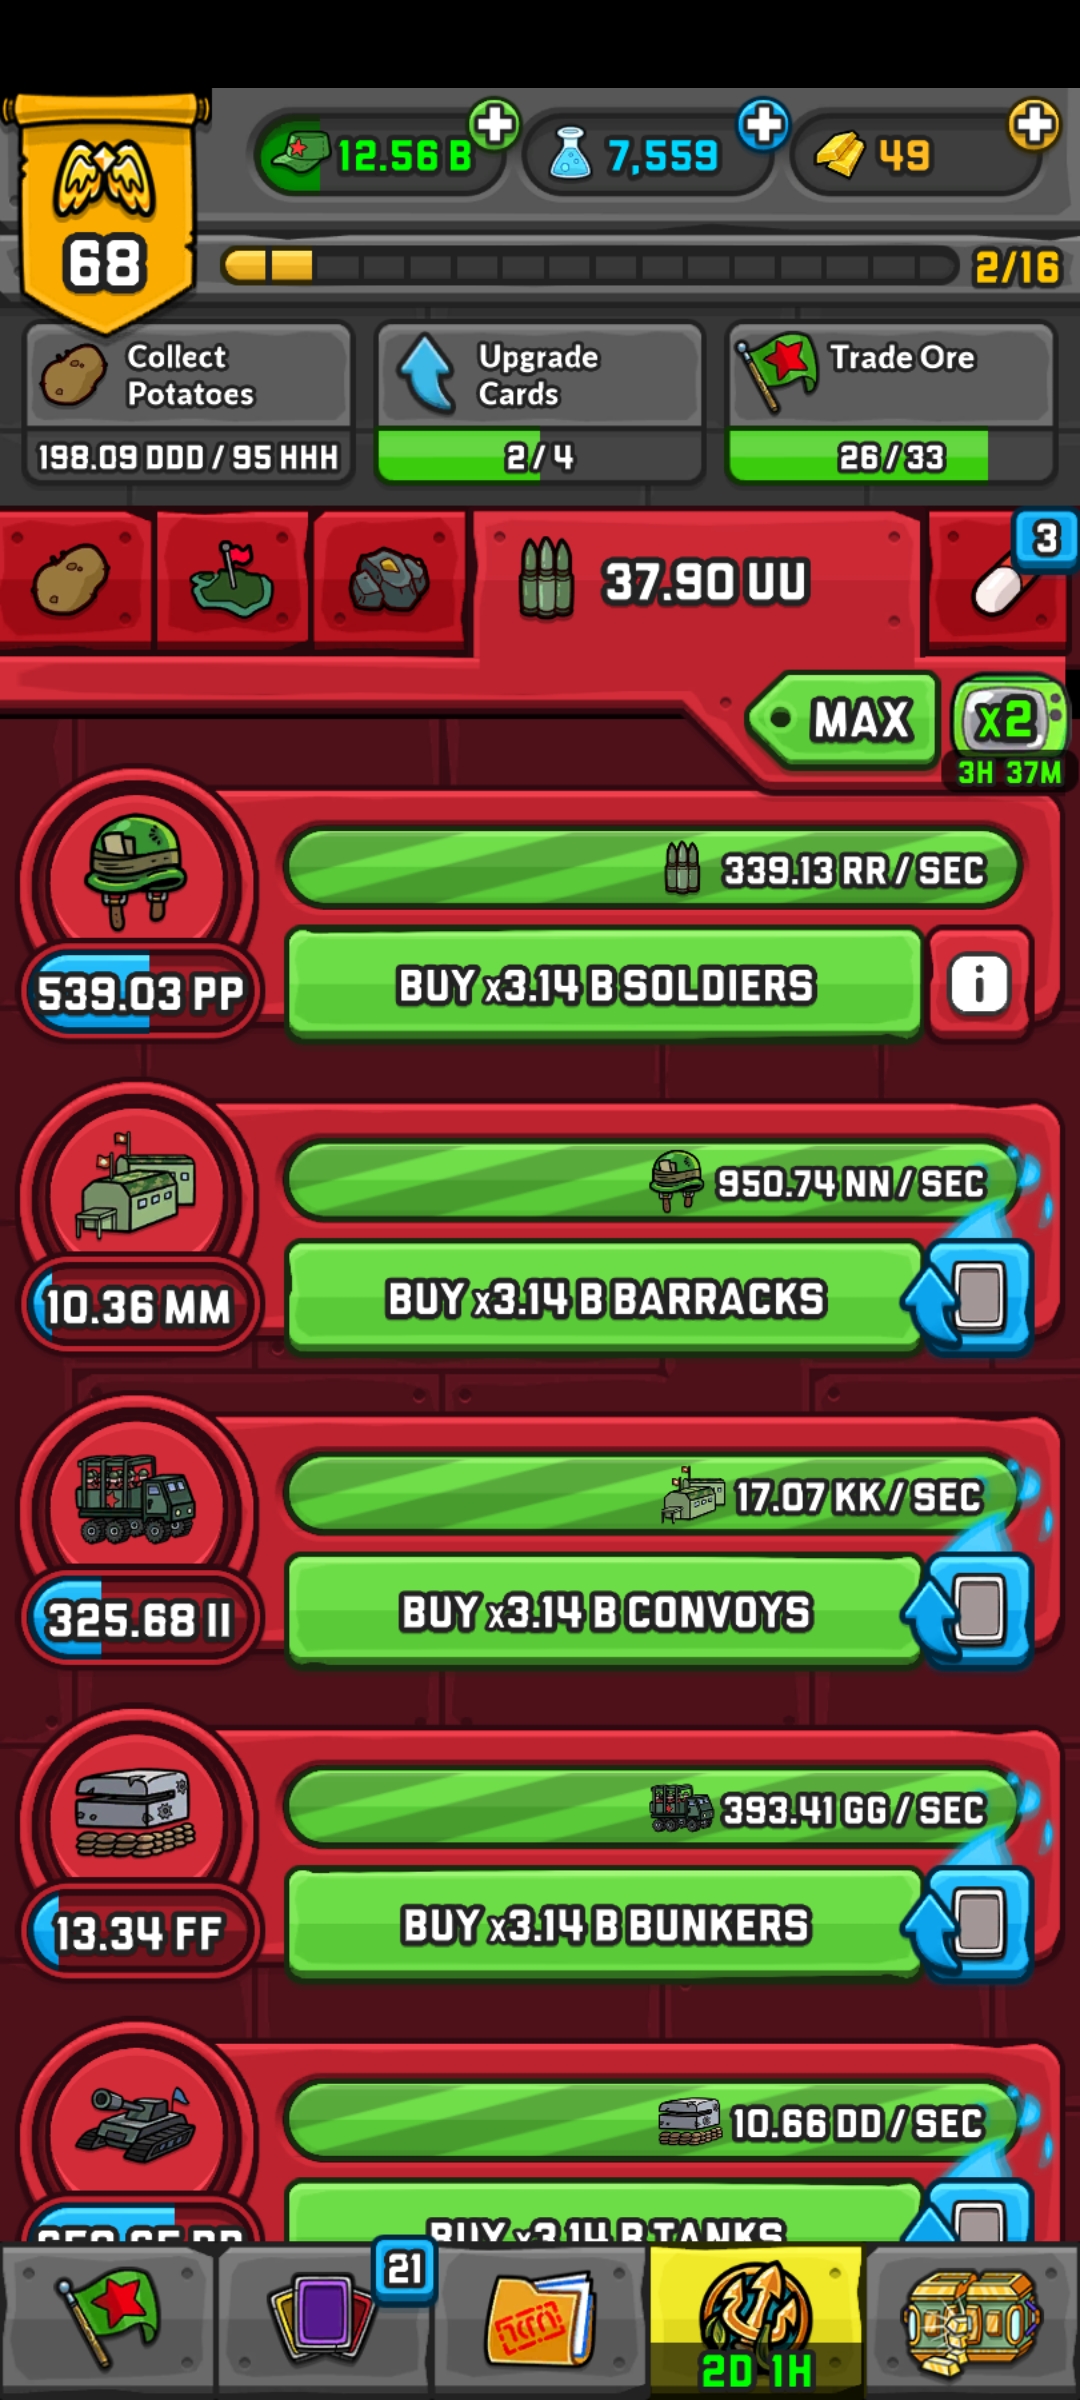 12.56 B
7,559
49
68
2/16
Collect
Potatoes
198.09 DDD / 95 HHH
Upgrade
Cards
2 / 4
Trade Ore
26 / 33
37.90 UU
3
MAX
x2
3H 37M
339.13 RR / SEC
539.03 PP
BUY x3.14 B SOLDIERS
i
950.74 NN / SEC
10.36 MM
BUY x3.14 B BARRACKS
17.07 KK / SEC
325.68 II
BUY x3.14 B CONVOYS
393.41 GG / SEC
13.34 FF
BUY x3.14 B BUNKERS
10.66 DD / SEC
BUY x3.14 B TANKS
21
2D 1H